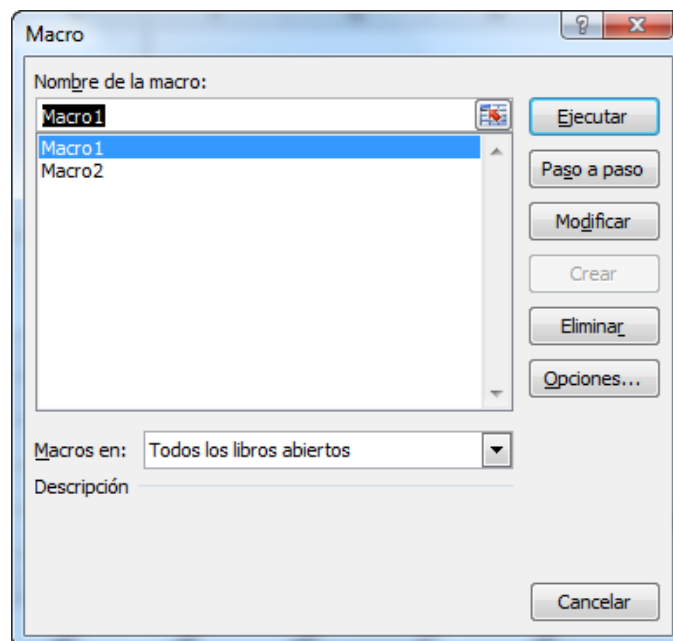 Macro
Nombre de la macro:
Macro1
Macro1
Macro2
Ejecutar
Paso a paso
Modificar
Crear
Eliminar
Opciones...
Macros en: Todos los libros abiertos
Descripción
Cancelar